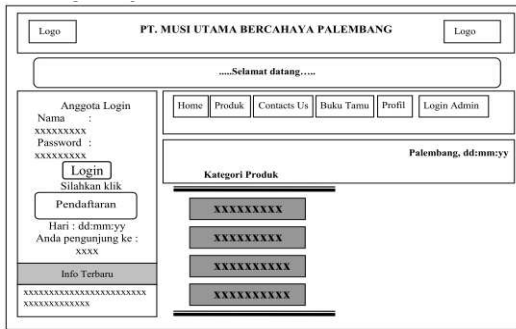 Logo
PT. MUSI UTAMA BERCAHAYA PALEMBANG
Logo
.....Selamat datang.....
Anggota Login
Nama :
xxxxxxxxx
Password :
xxxxxxxxx
Login
Silahkan klik
Pendaftaran
Hari : dd:mm:yy
Anda pengunjung ke :
xxxx
Info Terbaru
xxxxxxxxxxxxxxxxxxxxxxxx
xxxxxxxxxxxxx
Home
Produk
Contacts Us
Buku Tamu
Profil
Login Admin
Palembang, dd:mm:yy
Kategori Produk
xxxxxxxxx
xxxxxxxxx
xxxxxxxxxx
xxxxxxxxxx